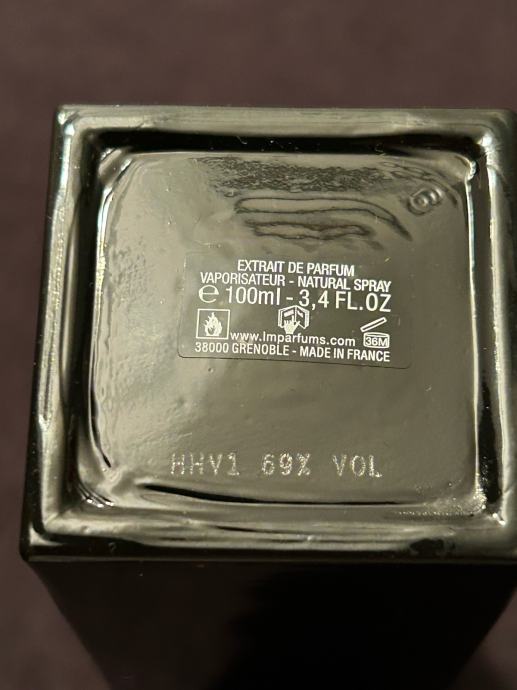 EXTRAIT DE PARFUM
VAPORISATEUR - NATURAL SPRAY
℮ 100ml - 3,4 FL.OZ
www.lmparfums.com 36M
38000 GRENOBLE - MADE IN FRANCE
HHV1 69% VOL